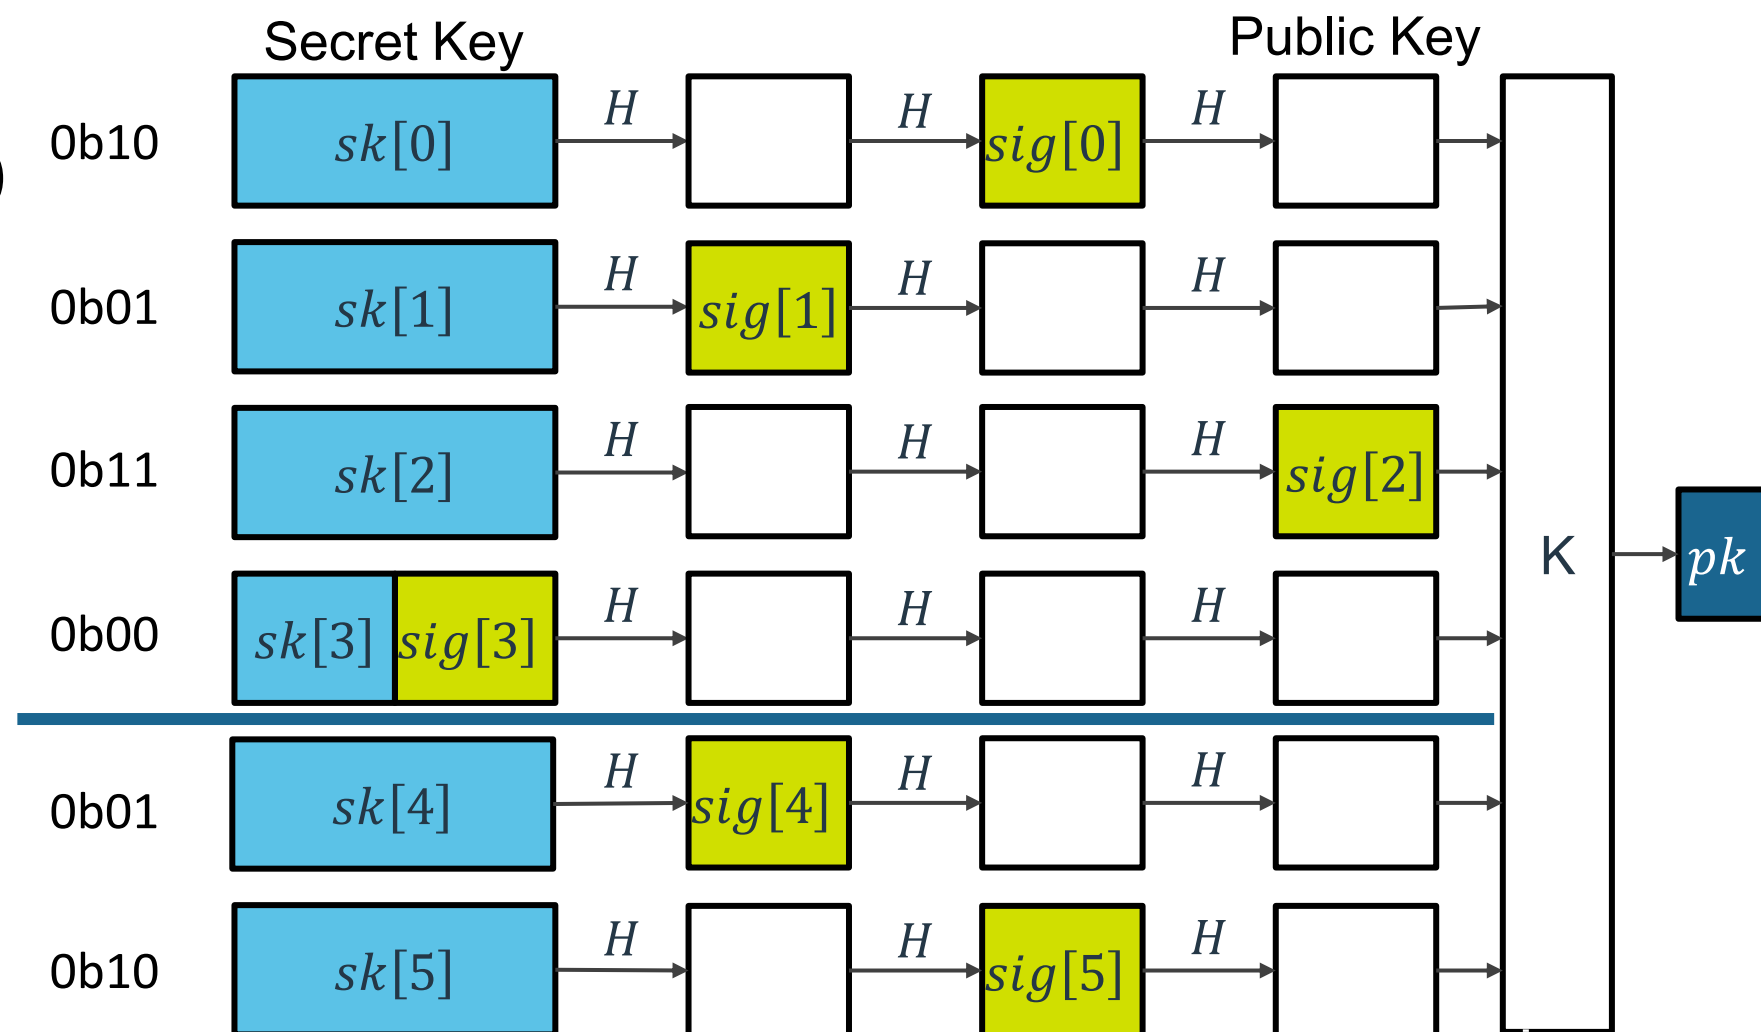 Secret Key Public Key
0b10 sk[0] H H sig[0] H
0b01 sk[1] H sig[1] H H
0b11 sk[2] H H H sig[2]
K pk
0b00 sk[3] sig[3] H H H
0b01 sk[4] H sig[4] H H
0b10 sk[5] H H sig[5] H